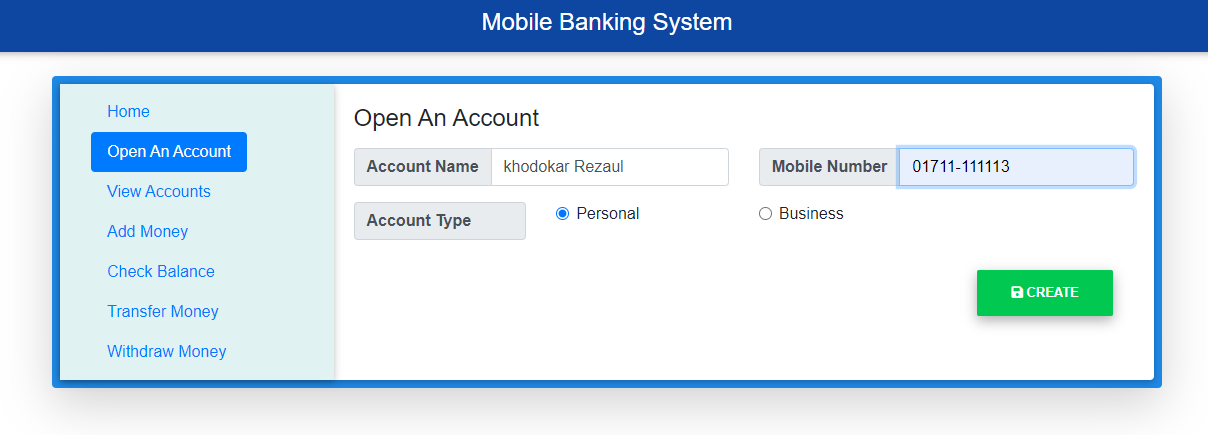 Mobile Banking System
Home
Open An Account
View Accounts
Add Money
Check Balance
Transfer Money
Withdraw Money
Open An Account
Account Name khodokar Rezaul Mobile Number 01711-111113
Account Type Personal Business
CREATE